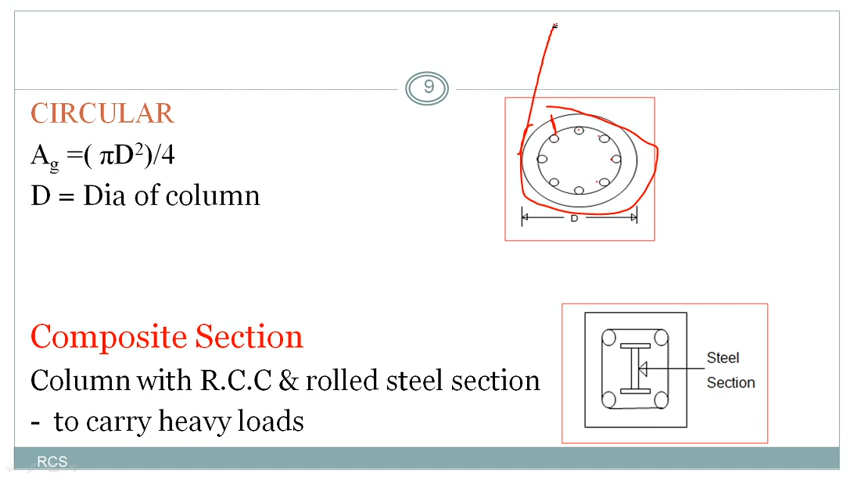 9
CIRCULAR
Ag =( πD²)/4
D = Dia of column
D
Composite Section
Column with R.C.C & rolled steel section
- to carry heavy loads
Steel
Section
RCS